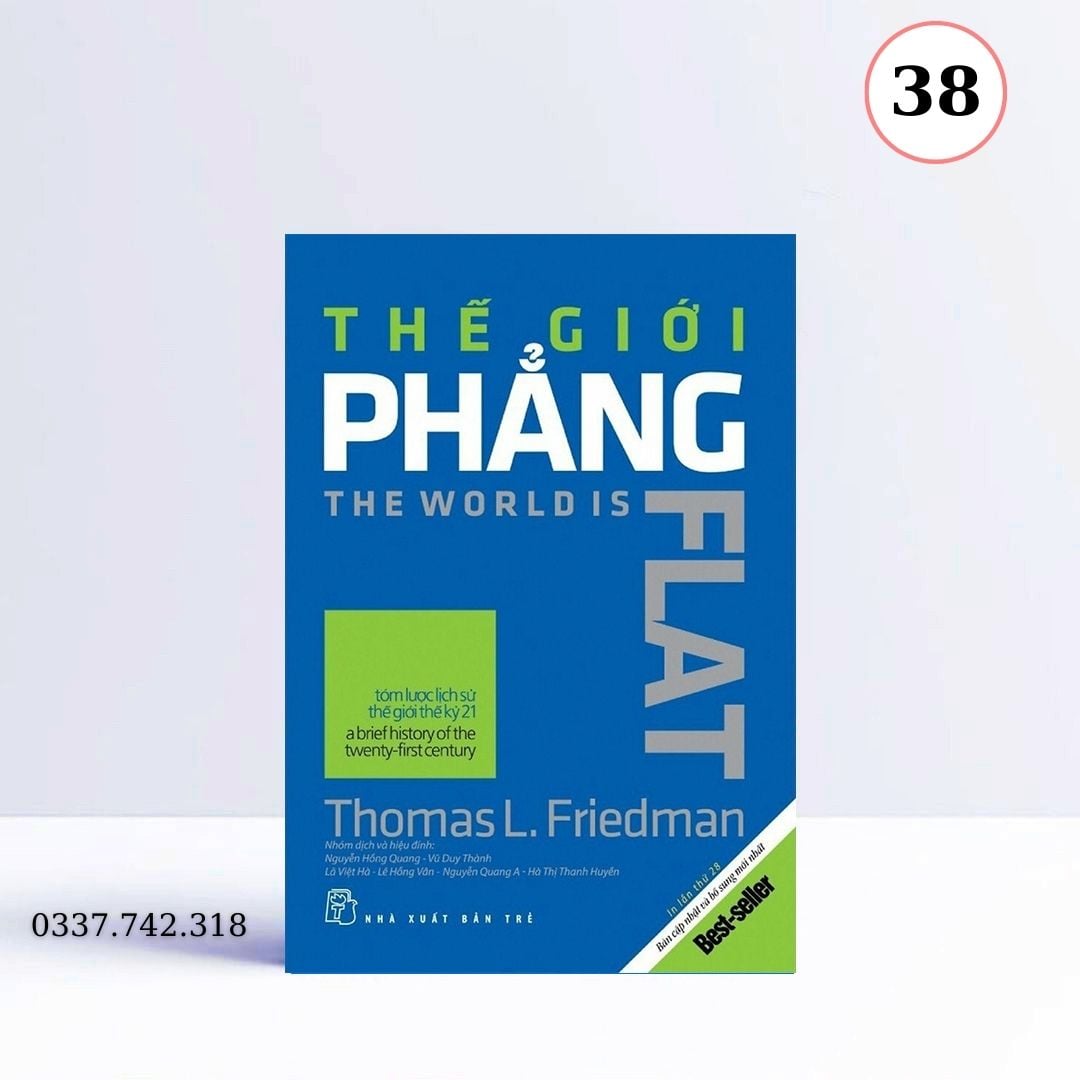 38
THẾ GIỚI
PHẲNG
THE WORLD IS
FLAT
tóm lược lịch sử
thế giới thế kỷ 21
a brief history of the
twenty-first century
Thomas L. Friedman
Nhóm dịch và hiệu đính:
Nguyễn Hồng Quang - Vũ Duy Thành
Lã Việt Hà - Lê Hồng Vân - Nguyễn Quang A - Hà Thị Thanh Huyền
NHÀ XUẤT BẢN TRẺ
In lần thứ 28
Bản cập nhật và bổ sung mới nhất
Best-seller
0337.742.318